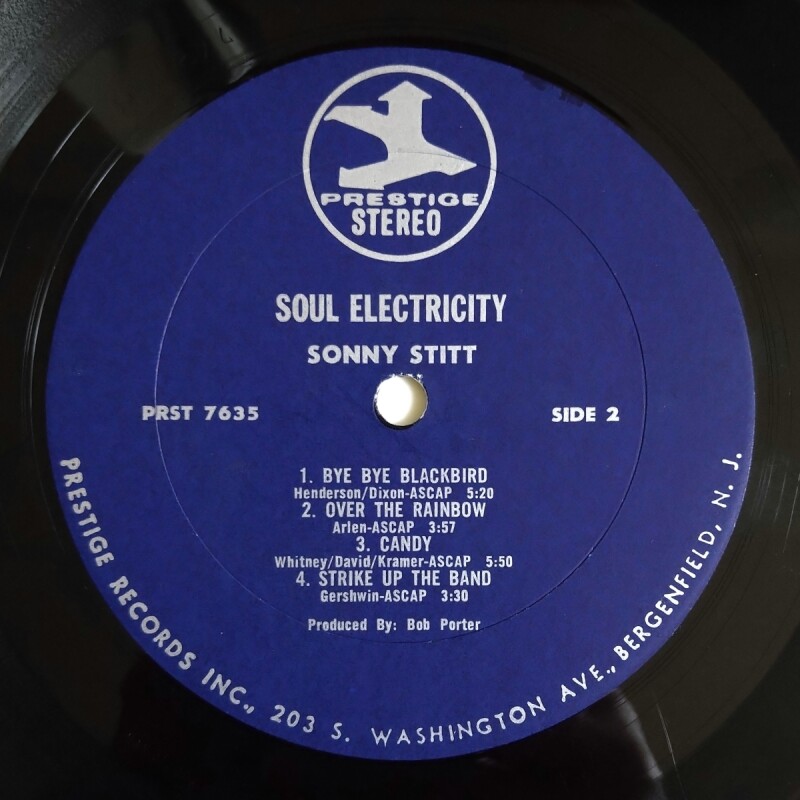 PRESTIGE
STEREO
SOUL ELECTRICITY
SONNY STITT
PRST 7635
SIDE 2
1. BYE BYE BLACKBIRD
Henderson/Dixon-ASCAP 5:20
2. OVER THE RAINBOW
Arlen-ASCAP 3:57
3. CANDY
Whitney/David/Kramer-ASCAP 5:50
4. STRIKE UP THE BAND
Gershwin-ASCAP 3:30
Produced By: Bob Porter
PRESTIGE RECORDS INC., 203 S. WASHINGTON AVE., BERGENFIELD, N. J.